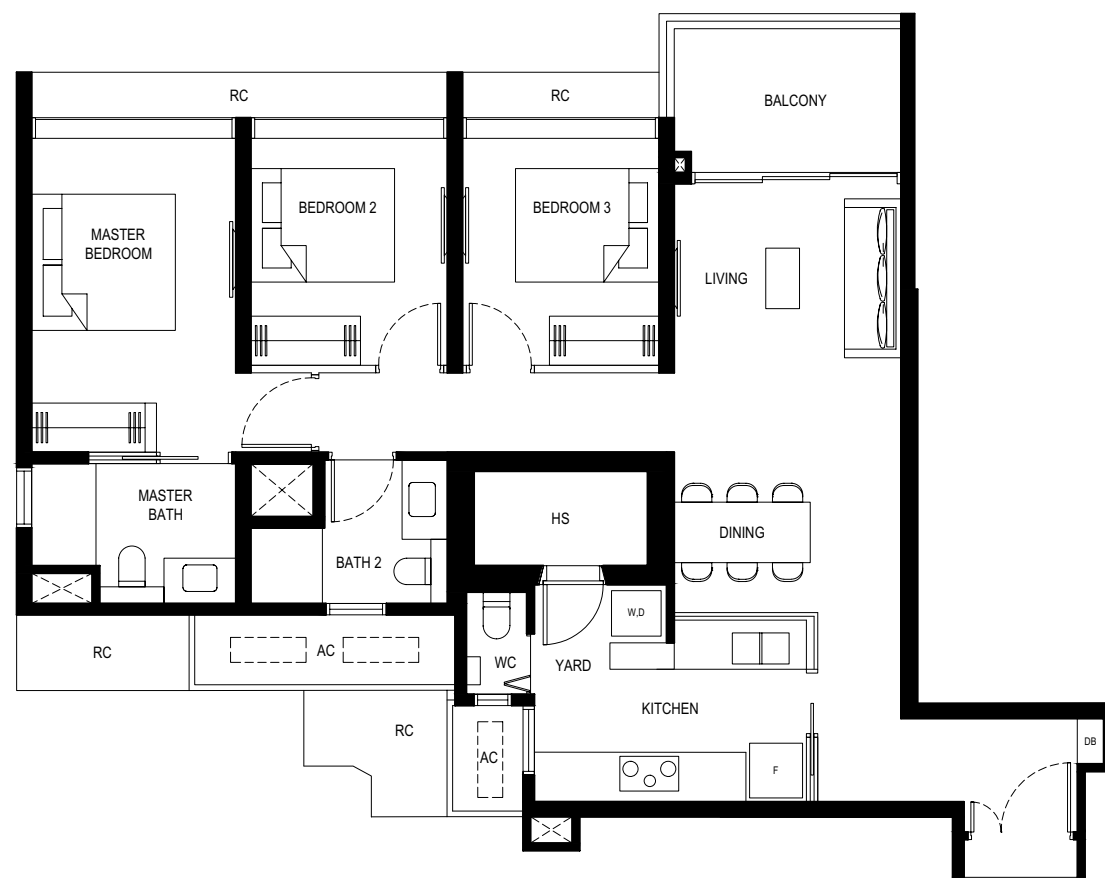 RC
RC
BALCONY
MASTER
BEDROOM
BEDROOM 2
BEDROOM 3
LIVING
MASTER
BATH
BATH 2
HS
DINING
W,D
RC
AC
WC
YARD
KITCHEN
RC
AC
F
DB